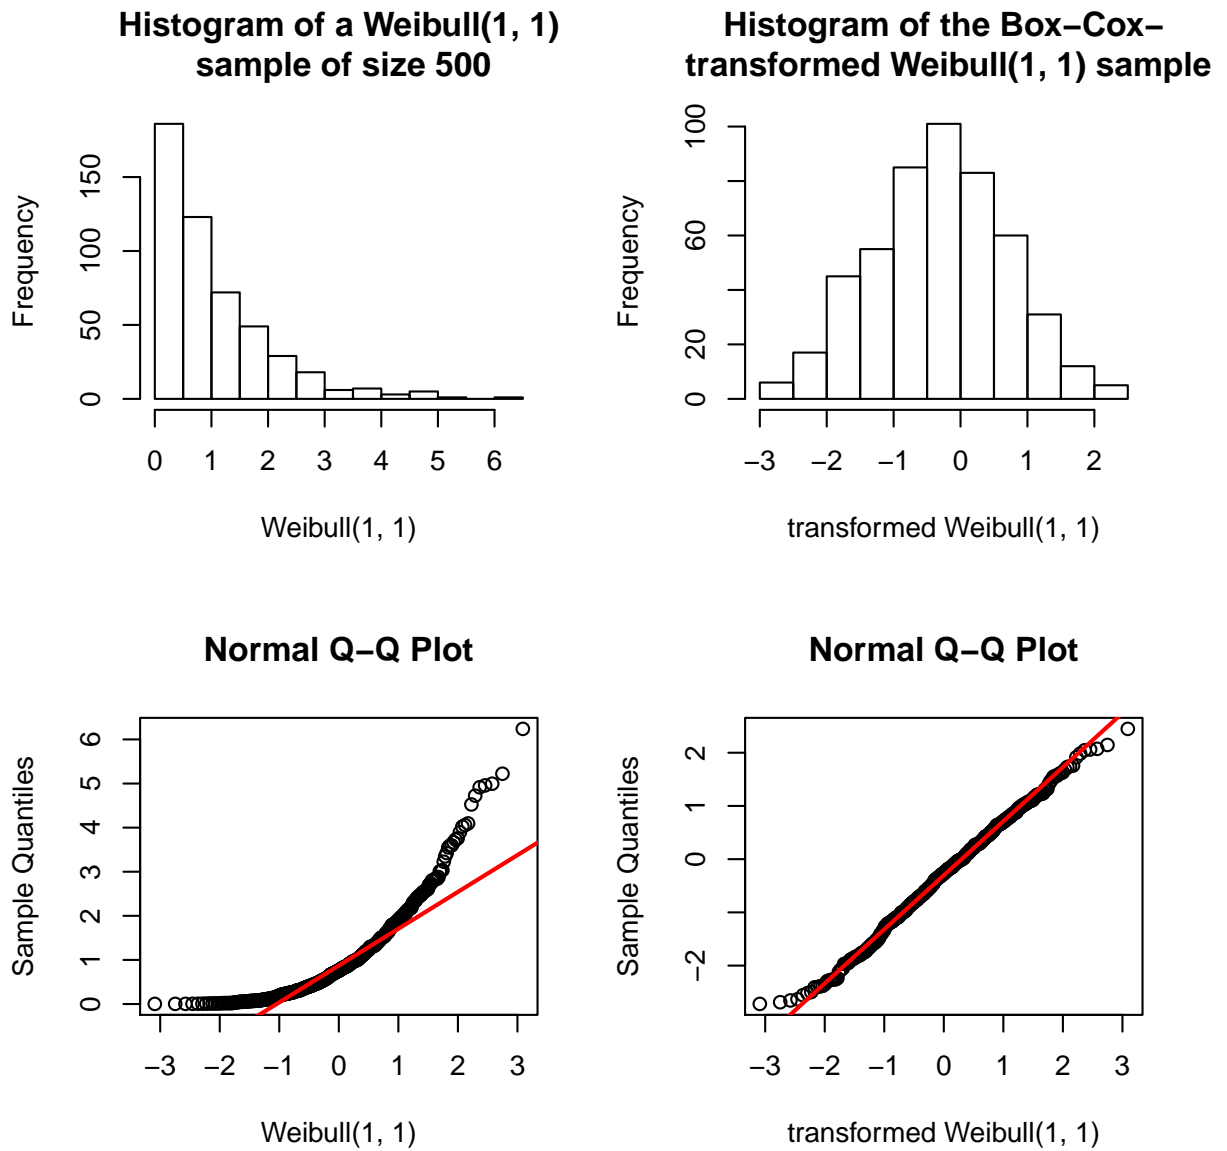 Histogram of a Weibull(1, 1)
sample of size 500
Frequency
150
100
50
0
0 1 2 3 4 5 6
Weibull(1, 1)
Histogram of the Box−Cox−
transformed Weibull(1, 1) sample
Frequency
100
60
20
0
−3 −2 −1 0 1 2
transformed Weibull(1, 1)
Normal Q−Q Plot
Sample Quantiles
6
5
4
3
2
1
0
−3 −2 −1 0 1 2 3
Weibull(1, 1)
Normal Q−Q Plot
Sample Quantiles
2
1
0
−2
−3 −2 −1 0 1 2 3
transformed Weibull(1, 1)